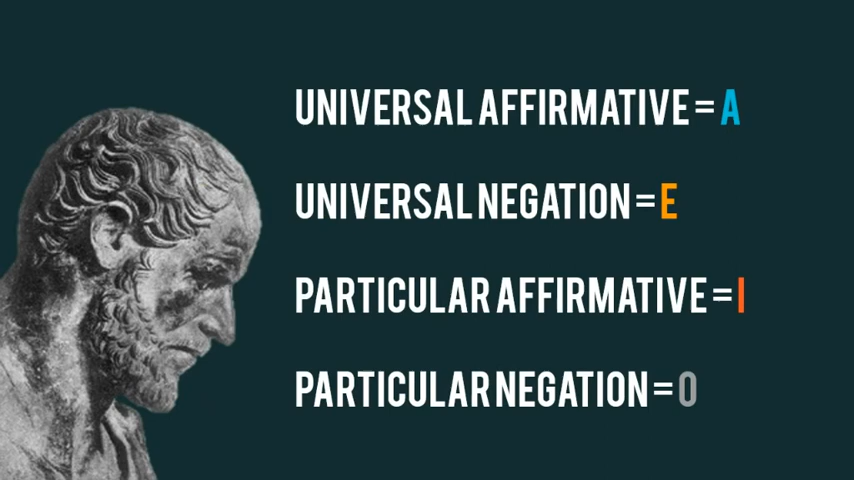 UNIVERSAL AFFIRMATIVE = A
UNIVERSAL NEGATION = E
PARTICULAR AFFIRMATIVE = I
PARTICULAR NEGATION = O